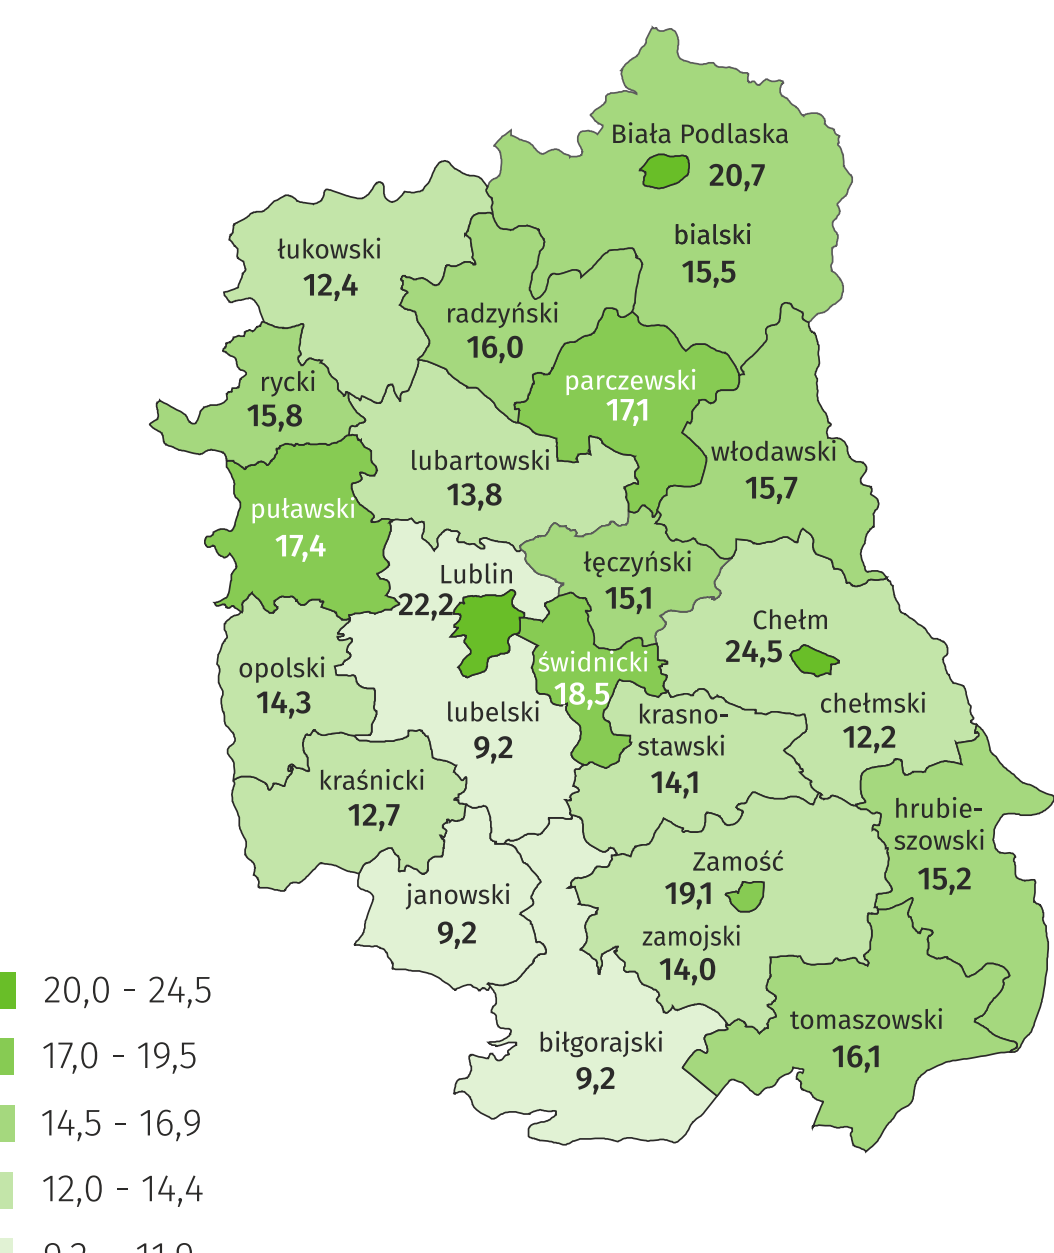 Biała Podlaska
20,7
bialski
15,5
łukowski
12,4
radzyński
16,0
rycki
15,8
parczewski
17,1
włodawski
15,7
lubartowski
13,8
puławski
17,4
Lublin
22,2
łęczyński
15,1
Chełm
24,5
świdnicki
18,5
opolski
14,3
lubelski
9,2
krasno-
stawski
14,1
chełmski
12,2
kraśnicki
12,7
hrubie-
szowski
15,2
Zamość
19,1
janowski
9,2
zamojski
14,0
tomaszowski
16,1
biłgorajski
9,2
20,0 - 24,5
17,0 - 19,5
14,5 - 16,9
12,0 - 14,4